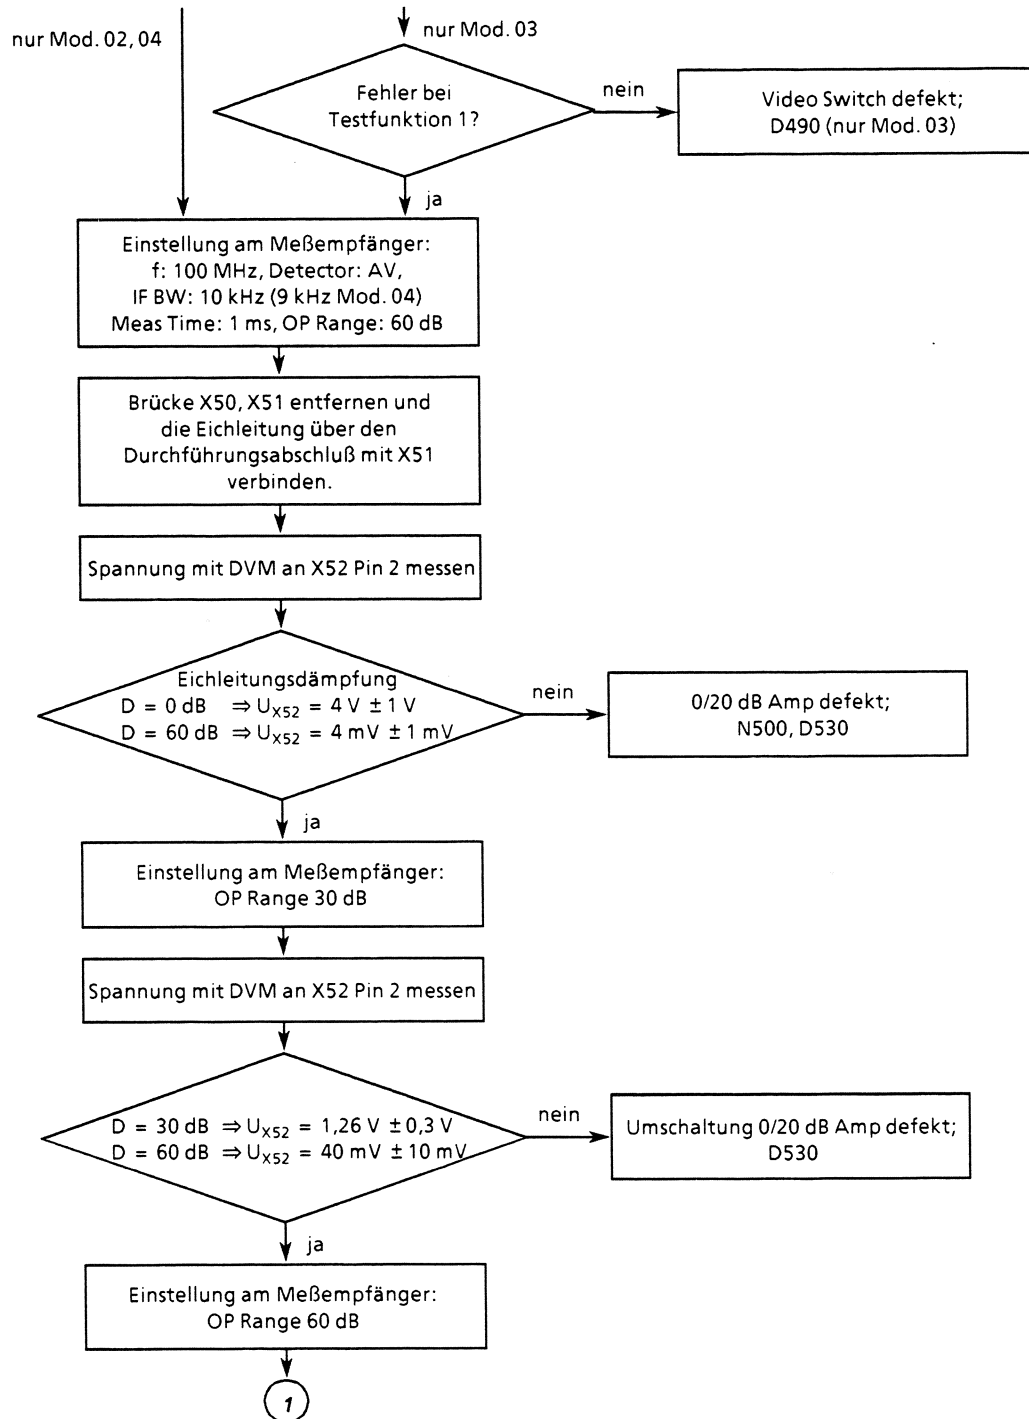 nur Mod. 02, 04
nur Mod. 03
Fehler bei
Testfunktion 1?
nein
Video Switch defekt;
D490 (nur Mod. 03)
ja
Einstellung am Meßempfänger:
f: 100 MHz, Detector: AV,
IF BW: 10 kHz (9 kHz Mod. 04)
Meas Time: 1 ms, OP Range: 60 dB
Brücke X50, X51 entfernen und
die Eichleitung über den
Durchführungsabschluß mit X51
verbinden.
Spannung mit DVM an X52 Pin 2 messen
Eichleitungsdämpfung
D = 0 dB ⇒ UX52 = 4 V ± 1 V
D = 60 dB ⇒ UX52 = 4 mV ± 1 mV
nein
0/20 dB Amp defekt;
N500, D530
ja
Einstellung am Meßempfänger:
OP Range 30 dB
Spannung mit DVM an X52 Pin 2 messen
D = 30 dB ⇒ UX52 = 1,26 V ± 0,3 V
D = 60 dB ⇒ UX52 = 40 mV ± 10 mV
nein
Umschaltung 0/20 dB Amp defekt;
D530
ja
Einstellung am Meßempfänger:
OP Range 60 dB
1